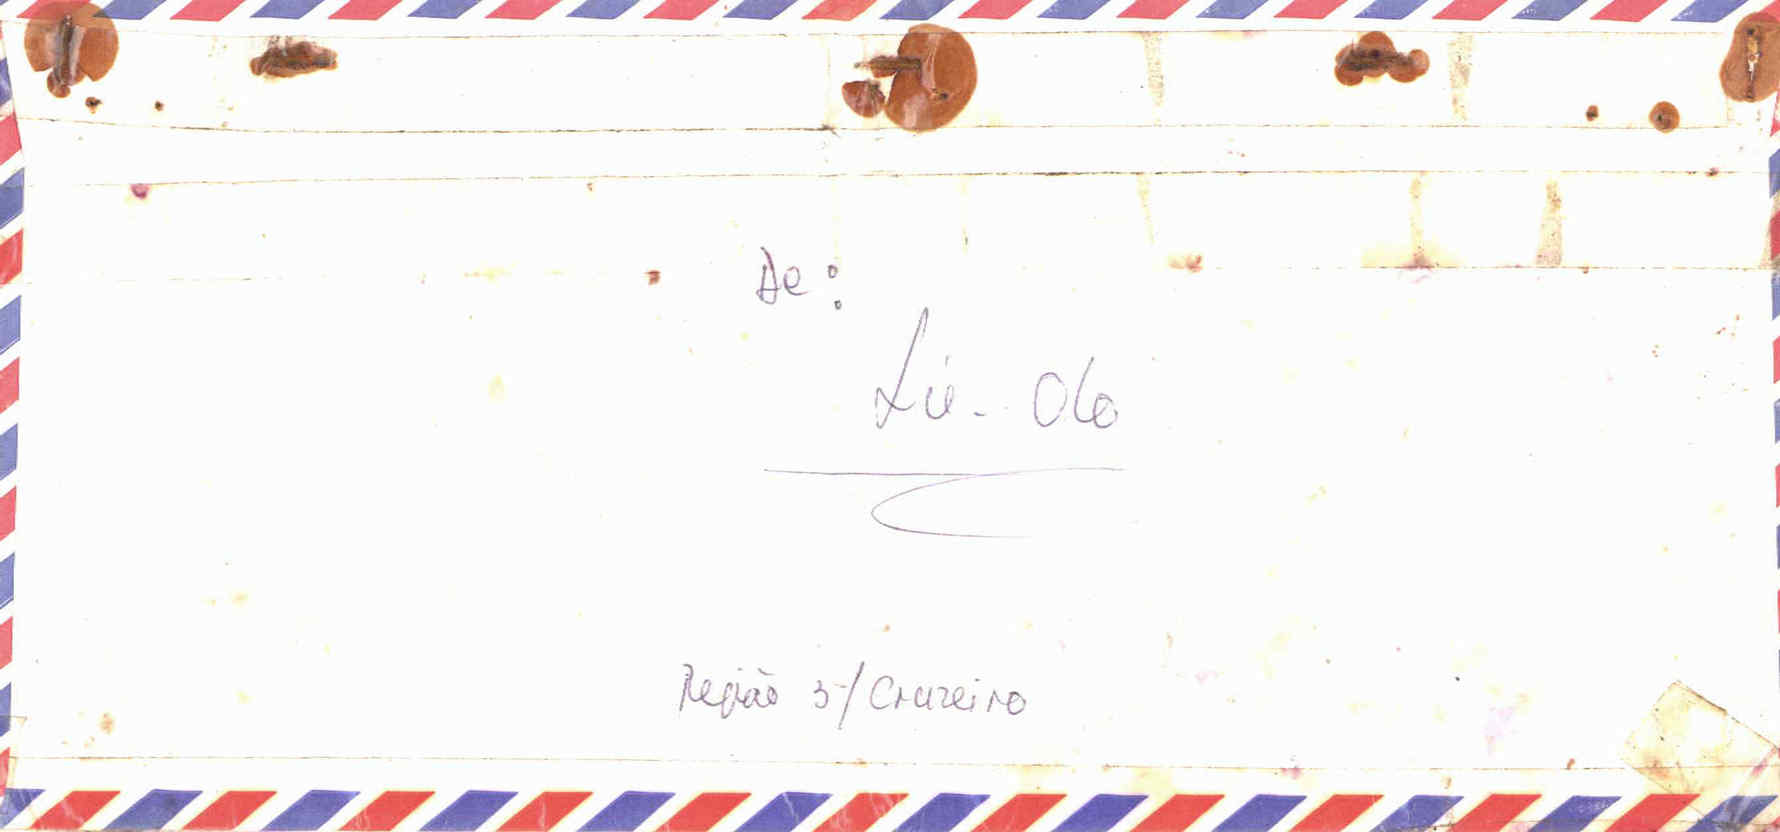 De:
Lú-Olo
Região 3/Cruzeiro